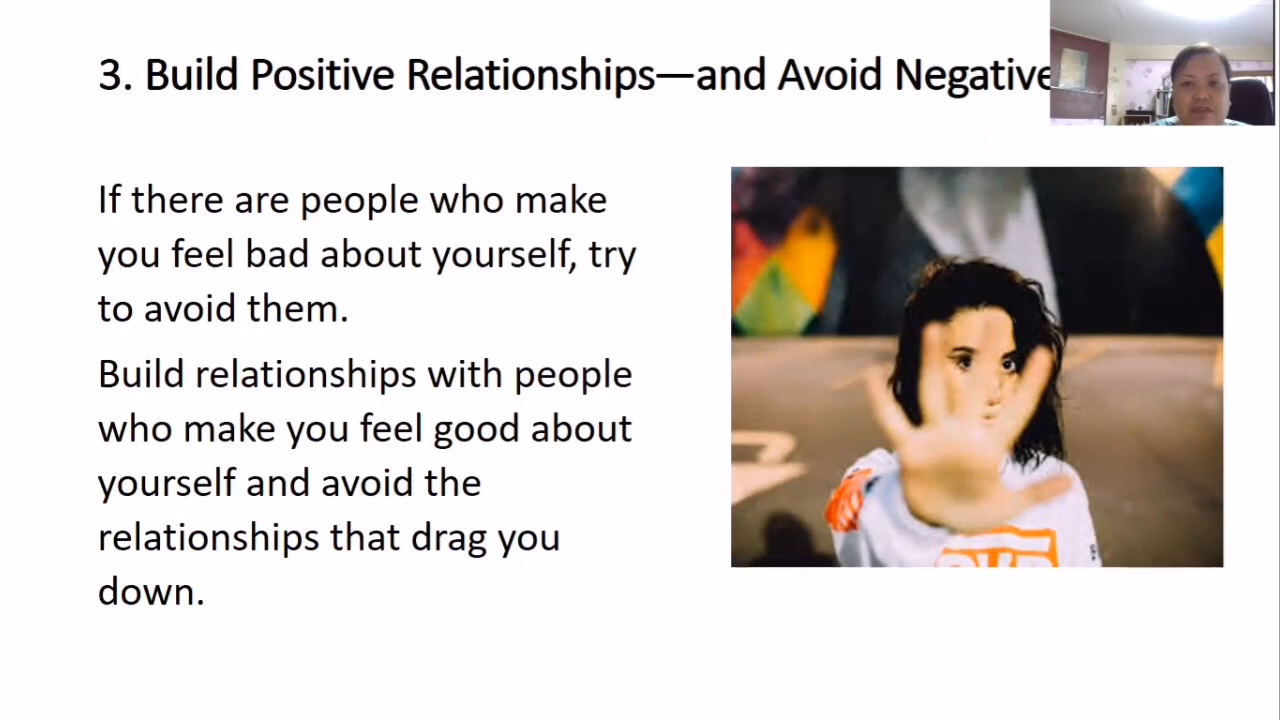 3. Build Positive Relationships—and Avoid Negative
If there are people who make
you feel bad about yourself, try
to avoid them.
Build relationships with people
who make you feel good about
yourself and avoid the
relationships that drag you
down.